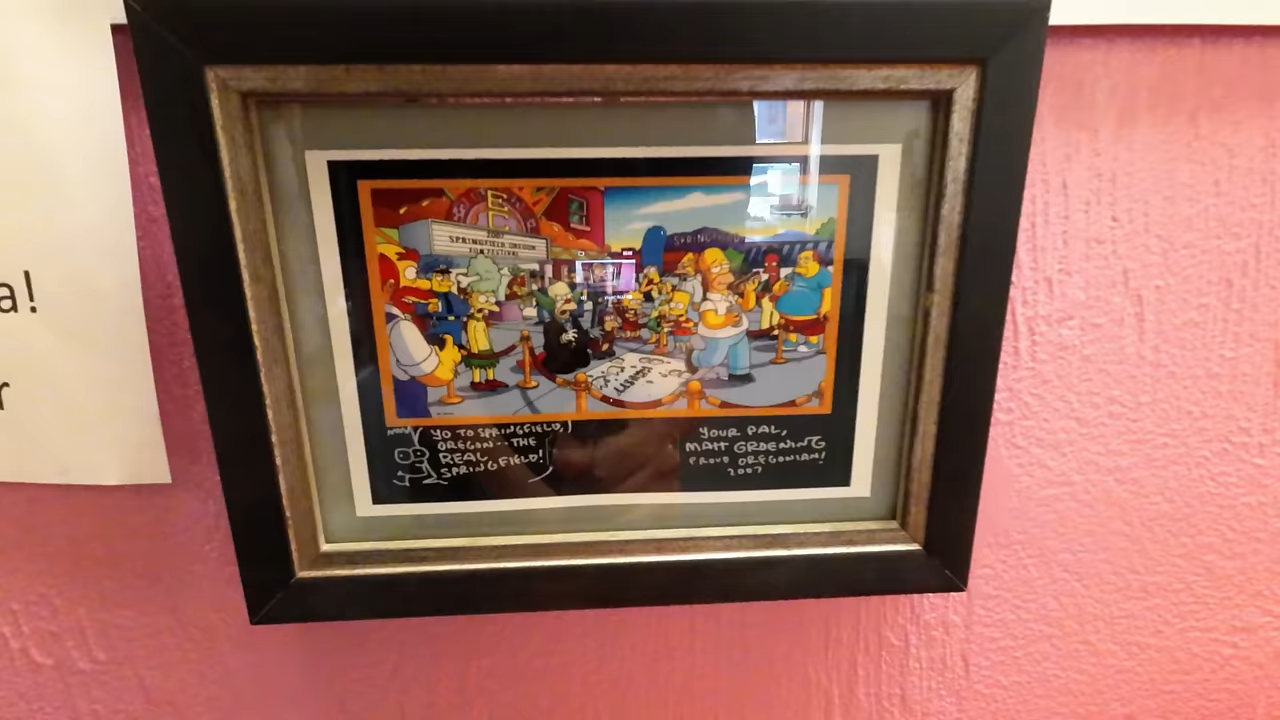 a!
r
E
2007
SPRINGFIELD, OREGON
FILM FESTIVAL
SPRINGFIELD
YO TO SPRINGFIELD,
OREGON -- THE
REAL
SPRINGFIELD!
YOUR PAL,
MATT GROENING
PROUD OREGONIAN!
2007